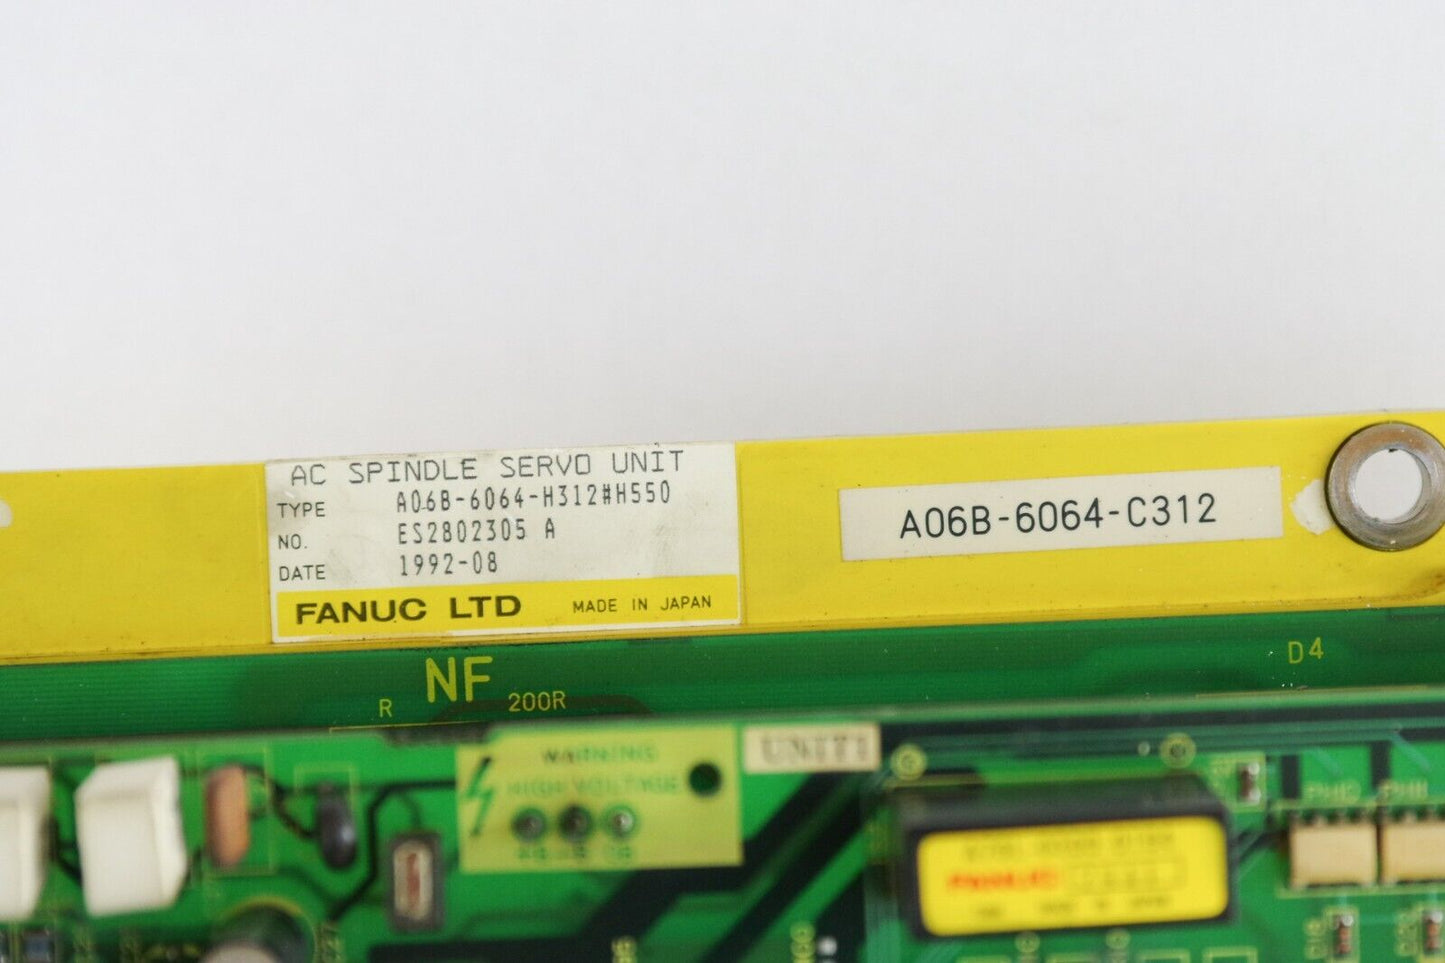 AC SPINDLE SERVO UNIT
TYPE A06B-6064-H312#H550
NO. ES2802305 A
DATE 1992-08
FANUC LTD MADE IN JAPAN
A06B-6064-C312
NF
R
200R
D4
WARNING
HIGH VOLTAGE
UNIT1
FANUC